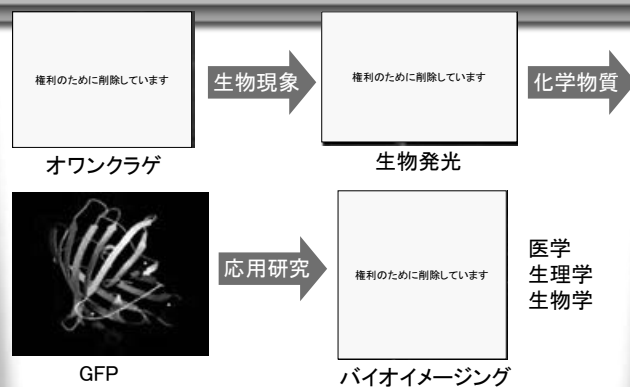 権利のために削除しています
生物現象
権利のために削除しています
化学物質
オワンクラゲ
生物発光
応用研究
権利のために削除しています
医学
生理学
生物学
GFP
バイオイメージング